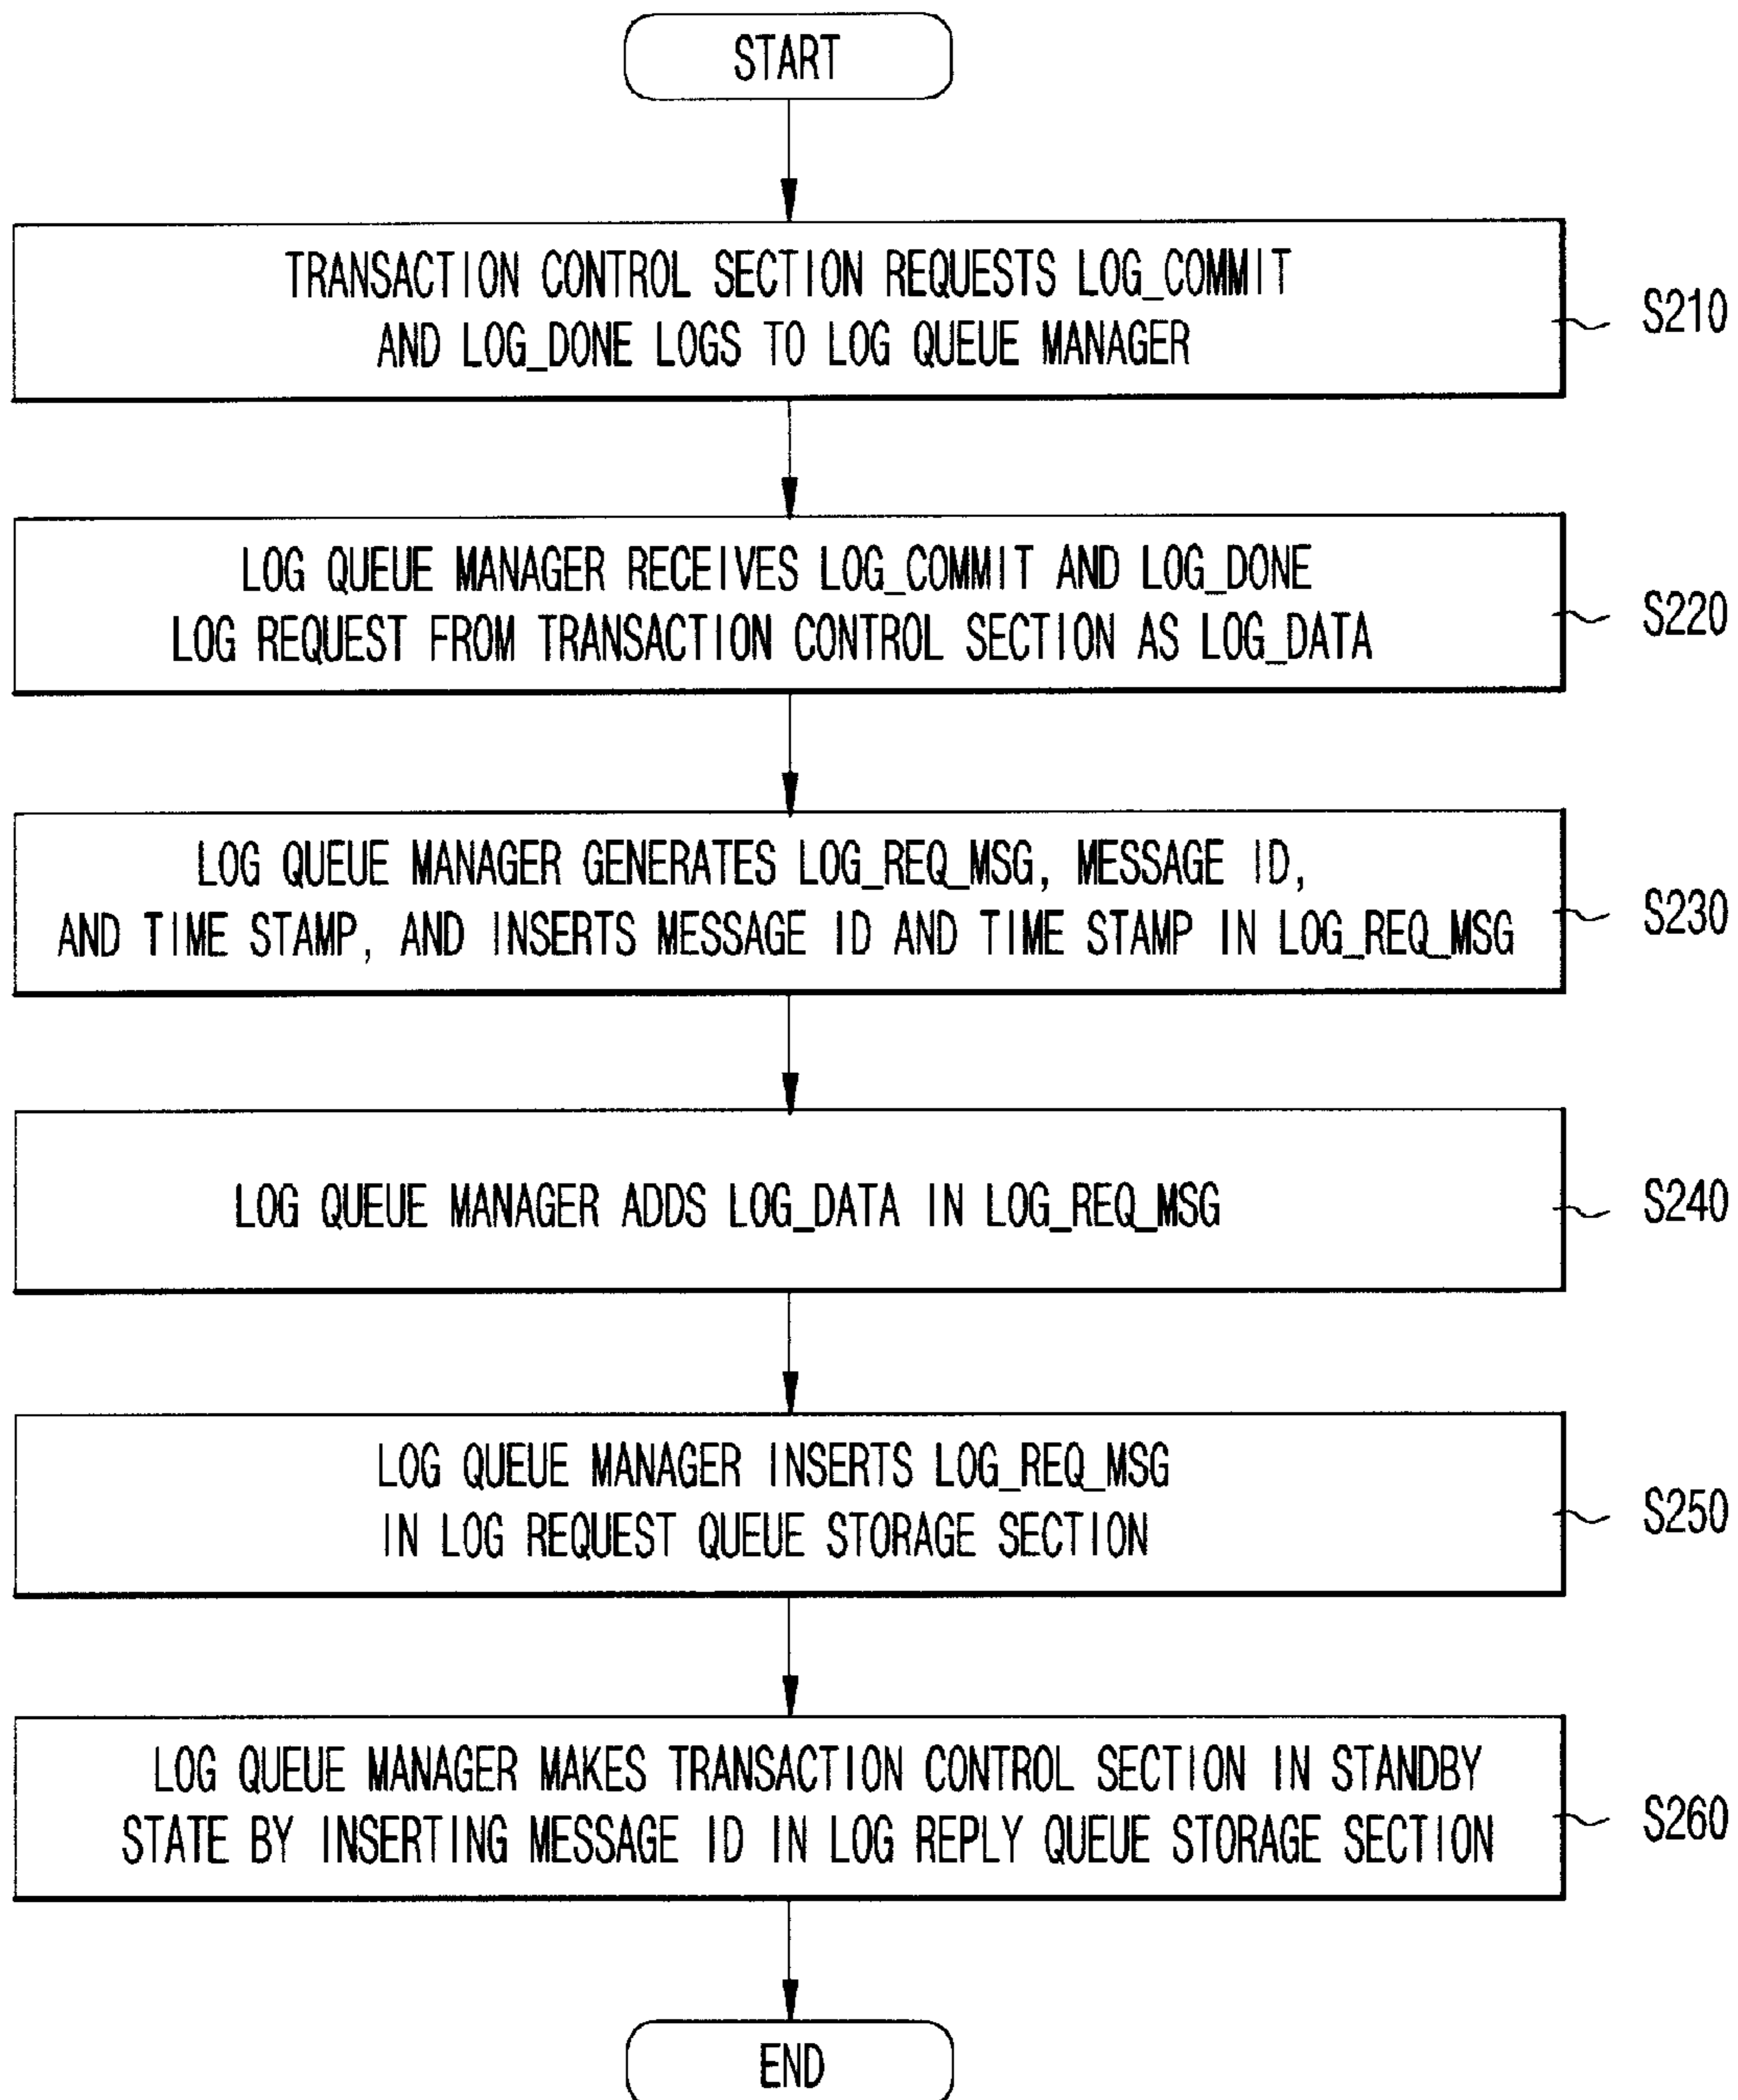 START
TRANSACTION CONTROL SECTION REQUESTS LOG_COMMIT
AND LOG_DONE LOGS TO LOG QUEUE MANAGER
S210
LOG QUEUE MANAGER RECEIVES LOG_COMMIT AND LOG_DONE
LOG REQUEST FROM TRANSACTION CONTROL SECTION AS LOG_DATA
S220
LOG QUEUE MANAGER GENERATES LOG_REQ_MSG, MESSAGE ID,
AND TIME STAMP, AND INSERTS MESSAGE ID AND TIME STAMP IN LOG_REQ_MSG
S230
LOG QUEUE MANAGER ADDS LOG_DATA IN LOG_REQ_MSG
S240
LOG QUEUE MANAGER INSERTS LOG_REQ_MSG
IN LOG REQUEST QUEUE STORAGE SECTION
S250
LOG QUEUE MANAGER MAKES TRANSACTION CONTROL SECTION IN STANDBY
STATE BY INSERTING MESSAGE ID IN LOG REPLY QUEUE STORAGE SECTION
S260
END